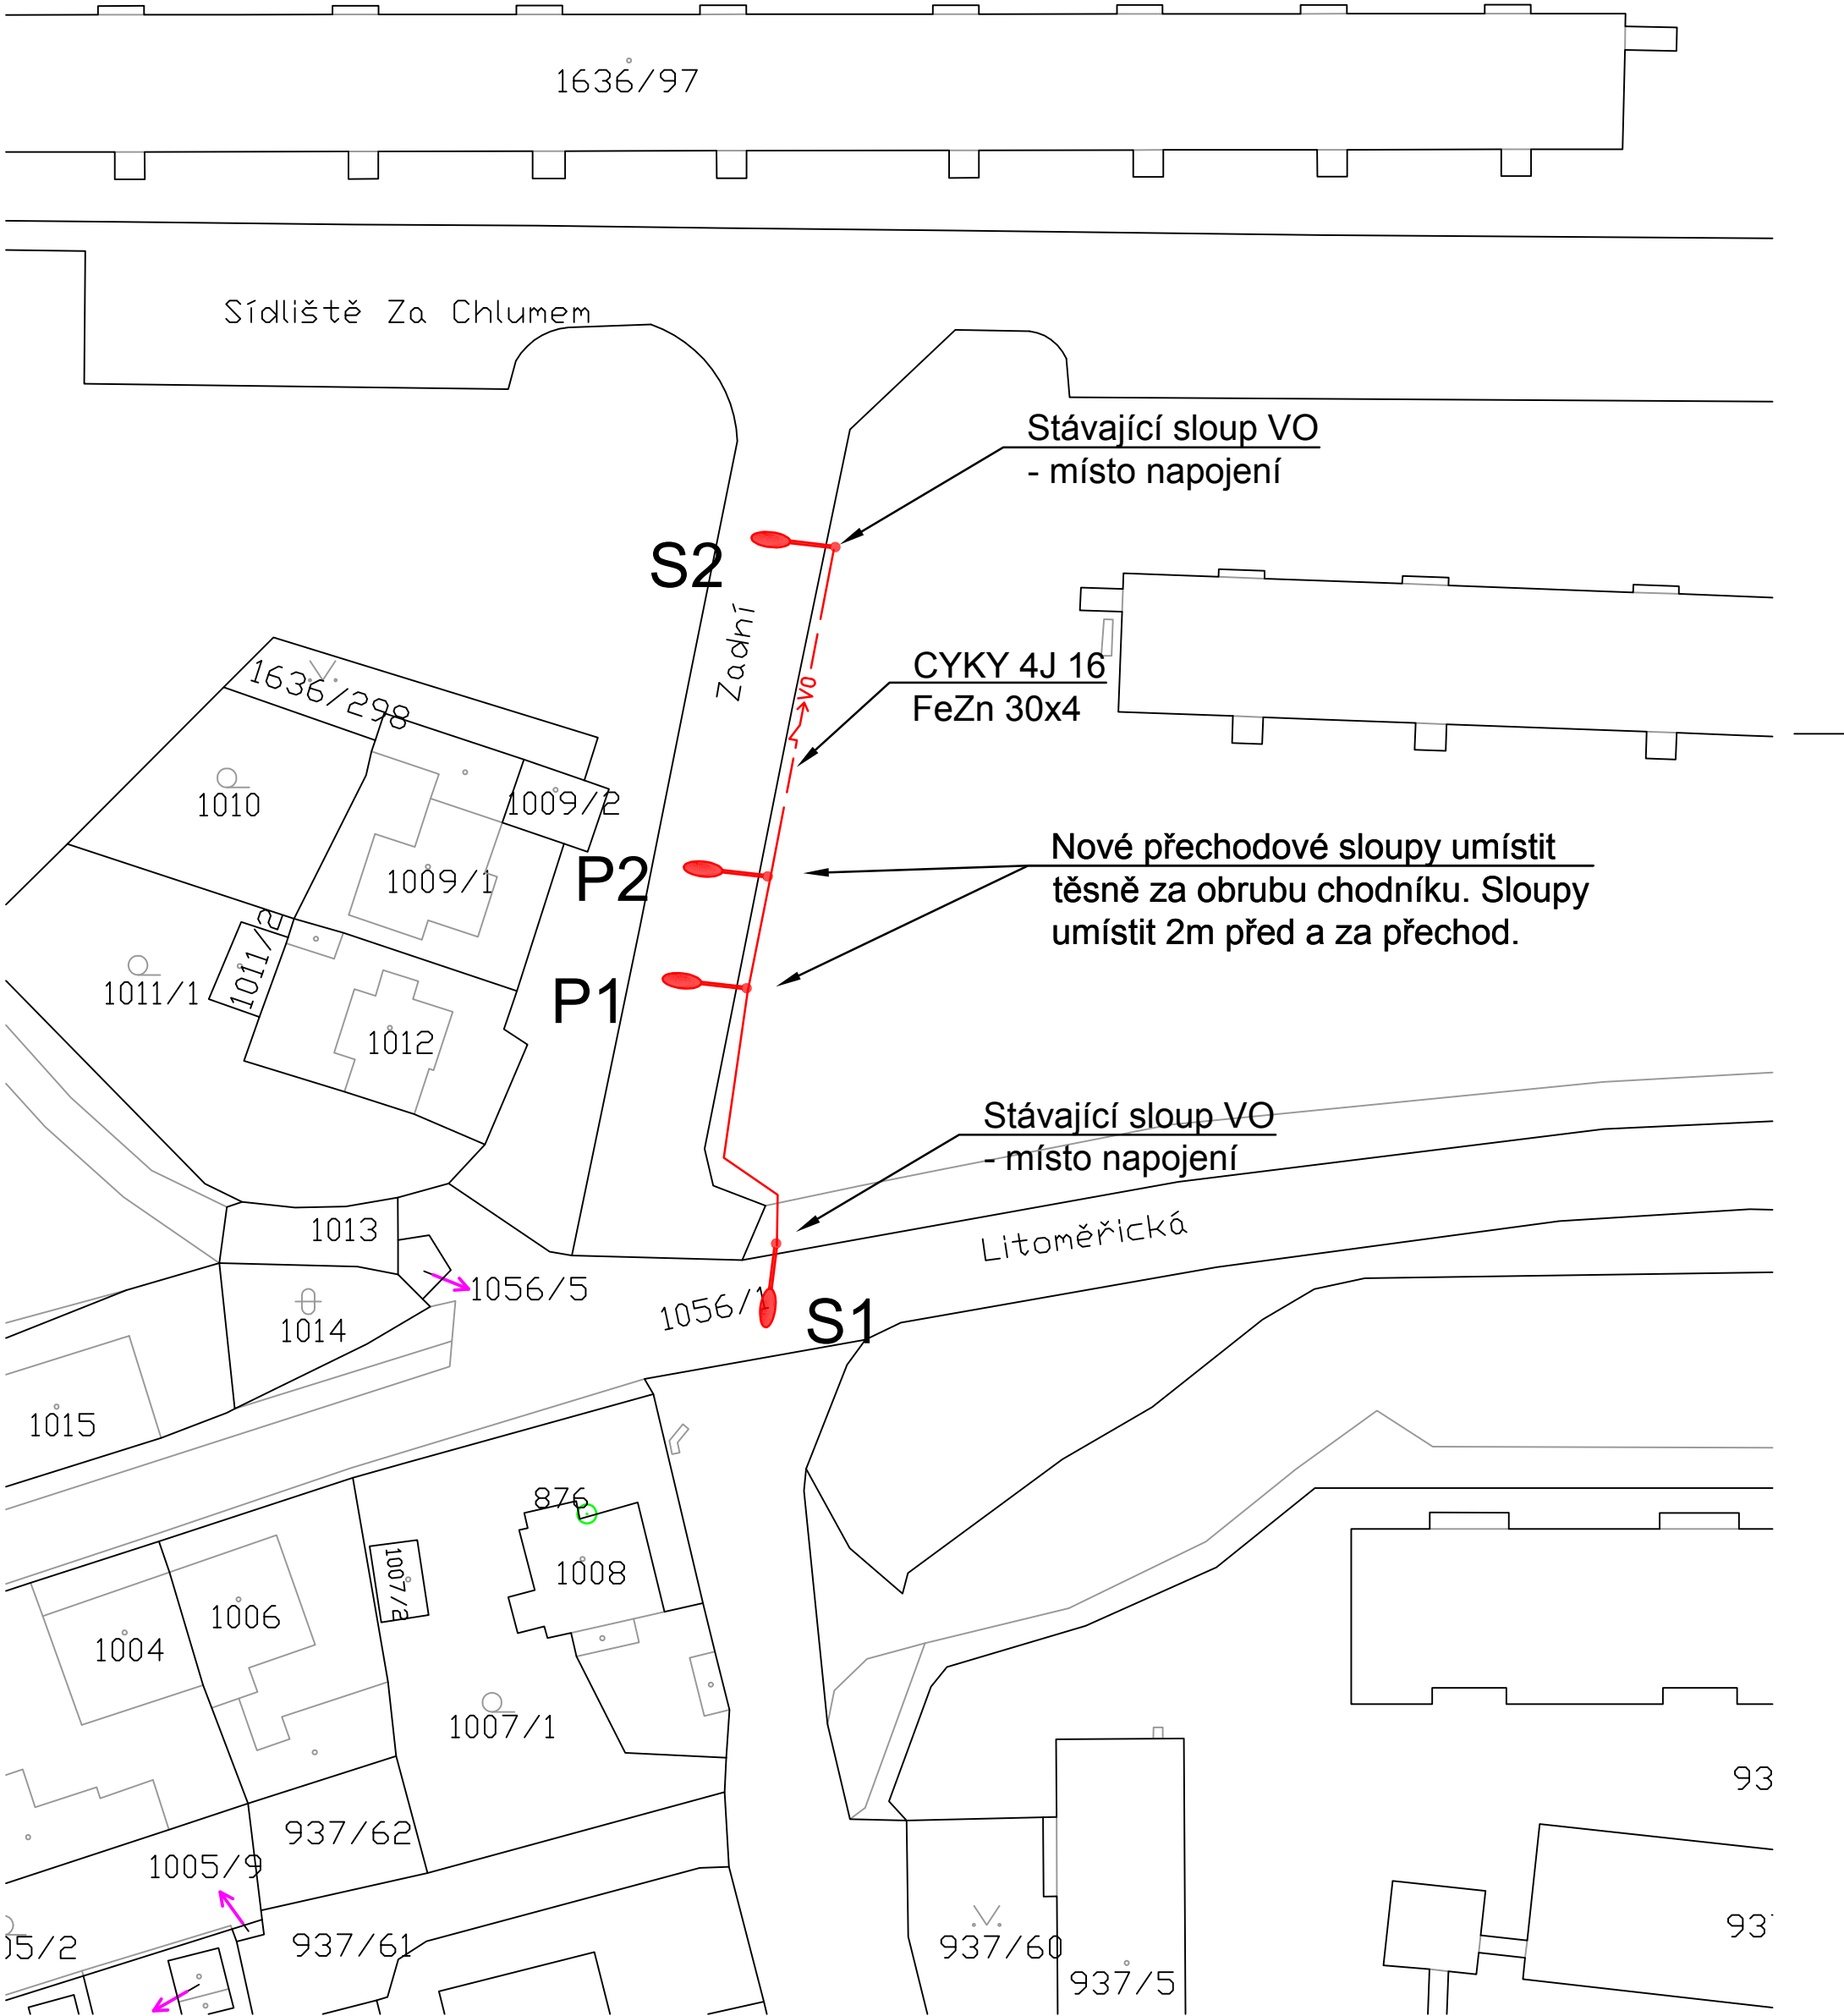 1636/97
Sídliště Za Chlumem
Stávající sloup VO
- místo napojení
S2
Zadní
CYKY 4J 16
FeZn 30x4
VO
1636/298
1010
1009/2
Nové přechodové sloupy umístit
těsně za obrubu chodníku. Sloupy
umístit 2m před a za přechod.
P2
1009/1
1011/2
1011/1
P1
1012
Stávající sloup VO
- místo napojení
1013
Litoměřická
1056/5
1056/1
S1
1014
1015
876
1008
1007/2
1006
1004
1007/1
93
937/62
1005/9
93
05/2
937/61
937/60
937/5